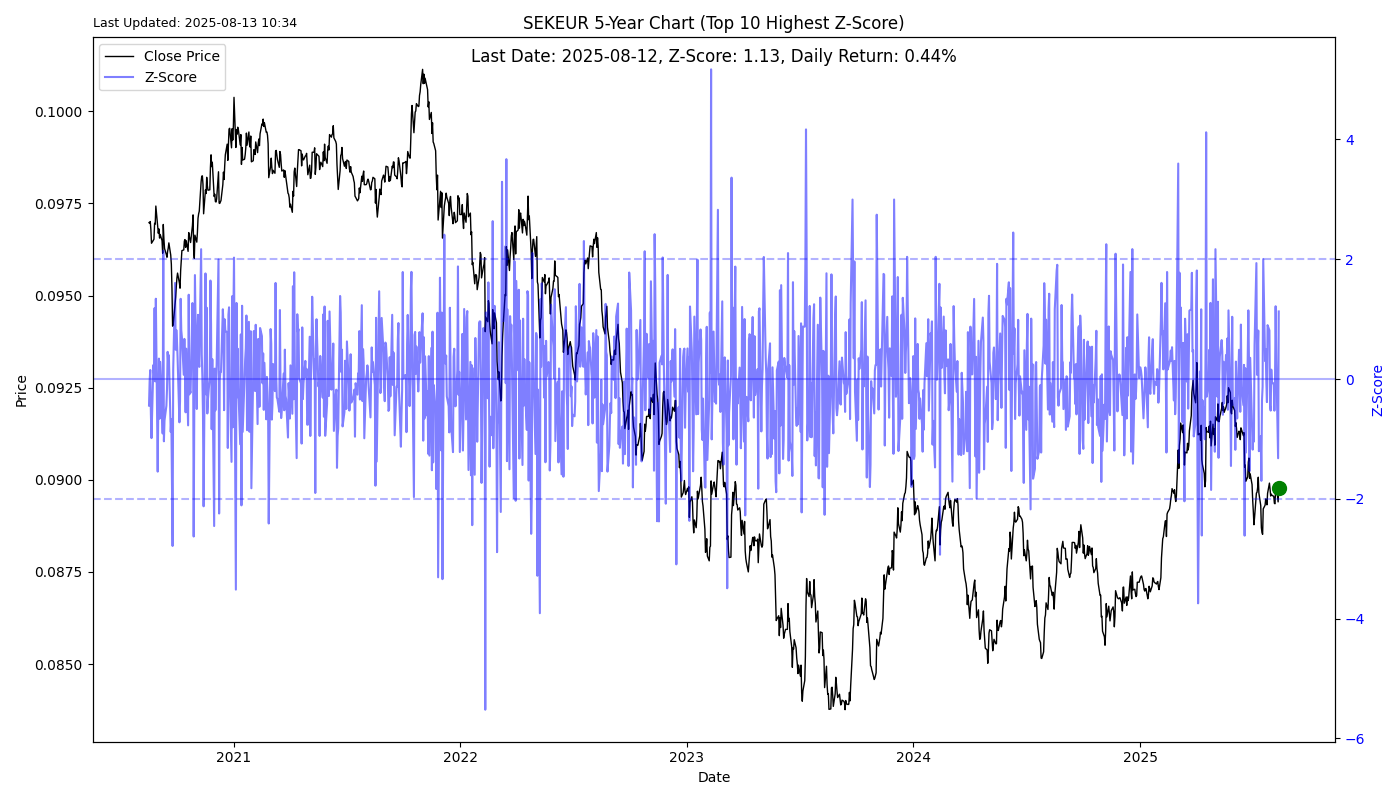 Last Updated: 2025-08-13 10:34
SEKEUR 5-Year Chart (Top 10 Highest Z-Score)
Last Date: 2025-08-12, Z-Score: 1.13, Daily Return: 0.44%
Close Price
Z-Score
0.1000
0.0975
0.0950
0.0925
0.0900
0.0875
0.0850
Price
4
2
0
−2
−4
−6
Z-Score
2021
2022
2023
2024
2025
Date